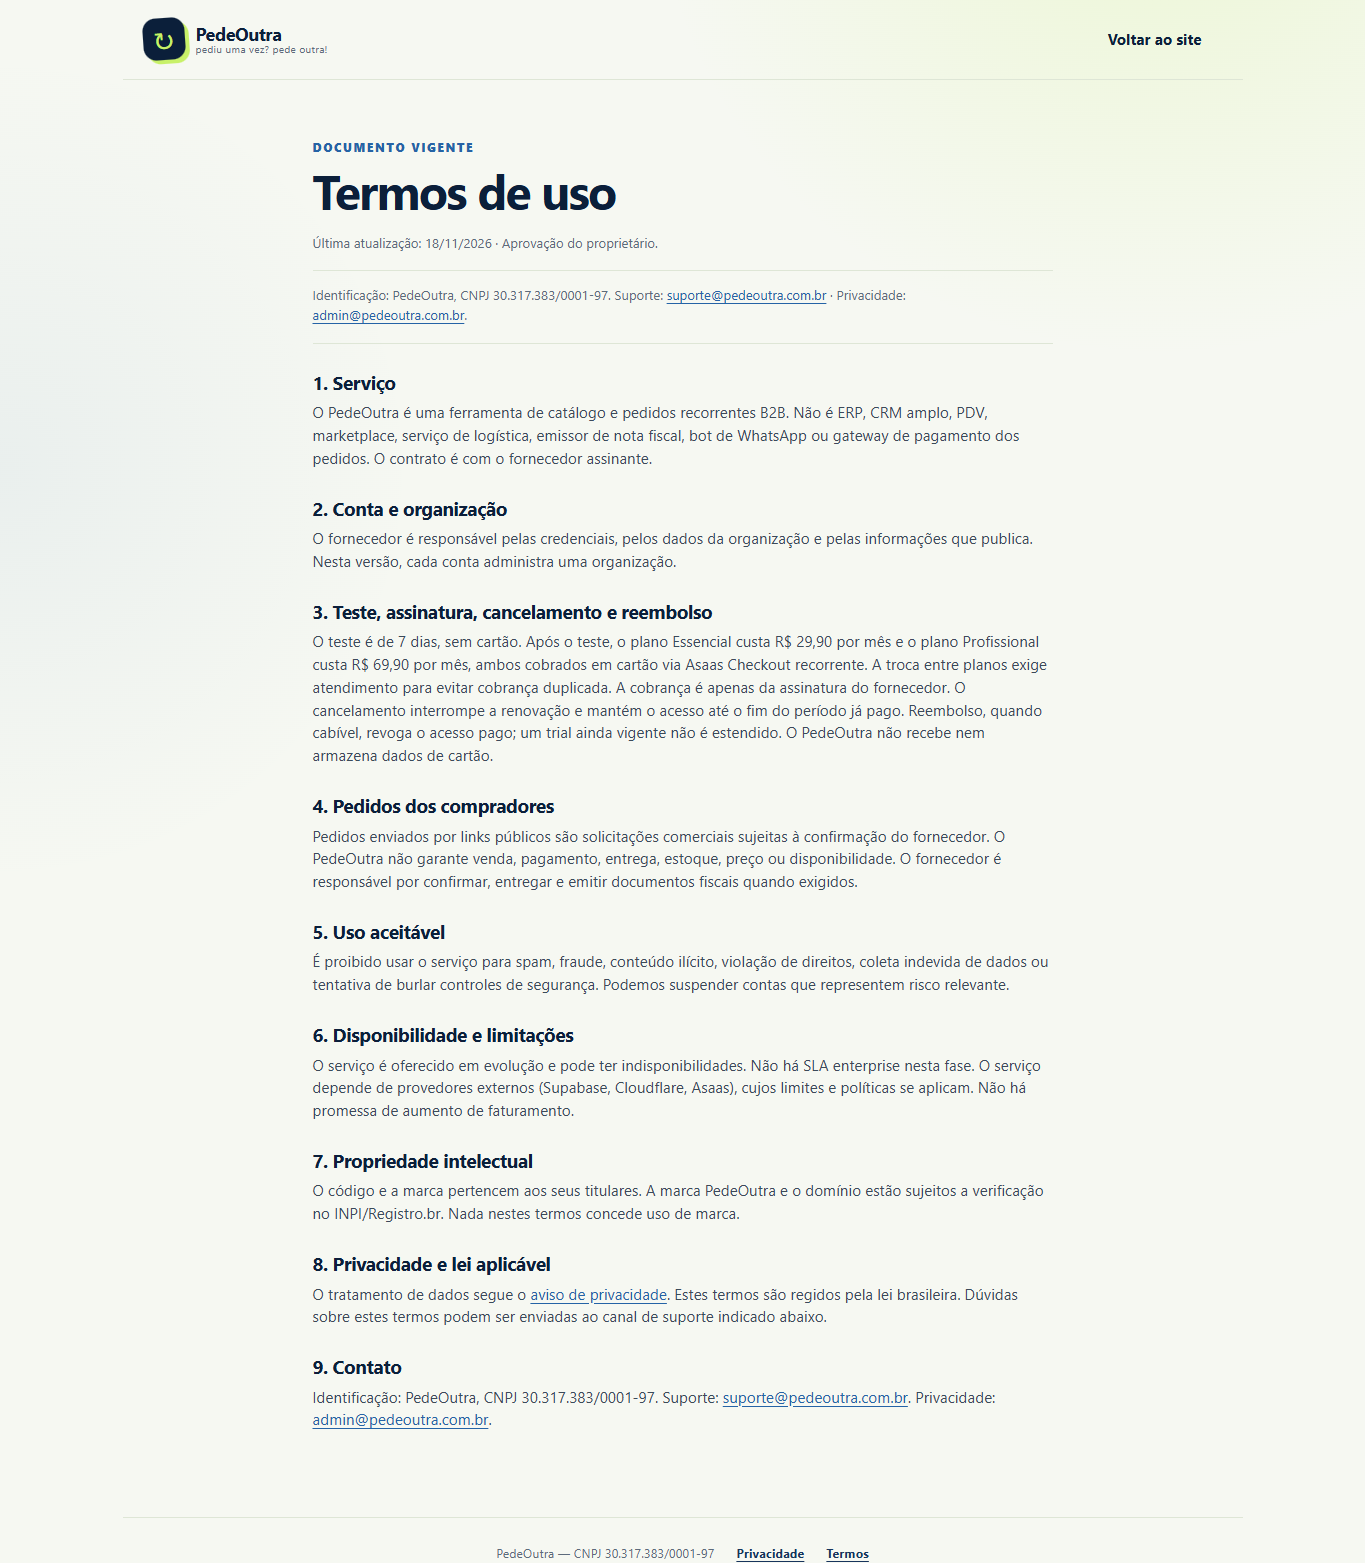 PedeOutra
pediu uma vez? pede outra!
Voltar ao site
DOCUMENTO VIGENTE
Termos de uso
Última atualização: 18/11/2026 · Aprovação do proprietário.
Identificação: PedeOutra, CNPJ 30.317.383/0001-97. Suporte: suporte@pedeoutra.com.br · Privacidade:
admin@pedeoutra.com.br.
1. Serviço
O PedeOutra é uma ferramenta de catálogo e pedidos recorrentes B2B. Não é ERP, CRM amplo, PDV,
marketplace, serviço de logística, emissor de nota fiscal, bot de WhatsApp ou gateway de pagamento dos
pedidos. O contrato é com o fornecedor assinante.
2. Conta e organização
O fornecedor é responsável pelas credenciais, pelos dados da organização e pelas informações que publica.
Nesta versão, cada conta administra uma organização.
3. Teste, assinatura, cancelamento e reembolso
O teste é de 7 dias, sem cartão. Após o teste, o plano Essencial custa R$ 29,90 por mês e o plano Profissional
custa R$ 69,90 por mês, ambos cobrados em cartão via Asaas Checkout recorrente. A troca entre planos exige
atendimento para evitar cobrança duplicada. A cobrança é apenas da assinatura do fornecedor. O
cancelamento interrompe a renovação e mantém o acesso até o fim do período já pago. Reembolso, quando
cabível, revoga o acesso pago; um trial ainda vigente não é estendido. O PedeOutra não recebe nem
armazena dados de cartão.
4. Pedidos dos compradores
Pedidos enviados por links públicos são solicitações comerciais sujeitas à confirmação do fornecedor. O
PedeOutra não garante venda, pagamento, entrega, estoque, preço ou disponibilidade. O fornecedor é
responsável por confirmar, entregar e emitir documentos fiscais quando exigidos.
5. Uso aceitável
É proibido usar o serviço para spam, fraude, conteúdo ilícito, violação de direitos, coleta indevida de dados ou
tentativa de burlar controles de segurança. Podemos suspender contas que representem risco relevante.
6. Disponibilidade e limitações
O serviço é oferecido em evolução e pode ter indisponibilidades. Não há SLA enterprise nesta fase. O serviço
depende de provedores externos (Supabase, Cloudflare, Asaas), cujos limites e políticas se aplicam. Não há
promessa de aumento de faturamento.
7. Propriedade intelectual
O código e a marca pertencem aos seus titulares. A marca PedeOutra e o domínio estão sujeitos a verificação
no INPI/Registro.br. Nada nestes termos concede uso de marca.
8. Privacidade e lei aplicável
O tratamento de dados segue o aviso de privacidade. Estes termos são regidos pela lei brasileira. Dúvidas
sobre estes termos podem ser enviadas ao canal de suporte indicado abaixo.
9. Contato
Identificação: PedeOutra, CNPJ 30.317.383/0001-97. Suporte: suporte@pedeoutra.com.br. Privacidade:
admin@pedeoutra.com.br.
PedeOutra — CNPJ 30.317.383/0001-97 Privacidade Termos